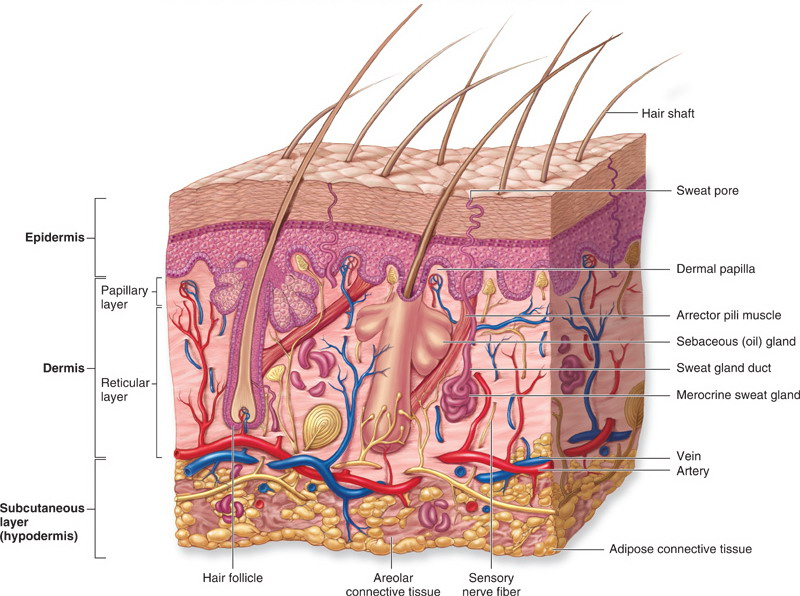 Hair shaft
Sweat pore
Epidermis
Dermal papilla
Papillary
layer
Arrector pili muscle
Sebaceous (oil) gland
Dermis
Sweat gland duct
Reticular
layer
Merocrine sweat gland
Vein
Artery
Subcutaneous
layer
(hypodermis)
Adipose connective tissue
Hair follicle
Areolar
connective tissue
Sensory
nerve fiber